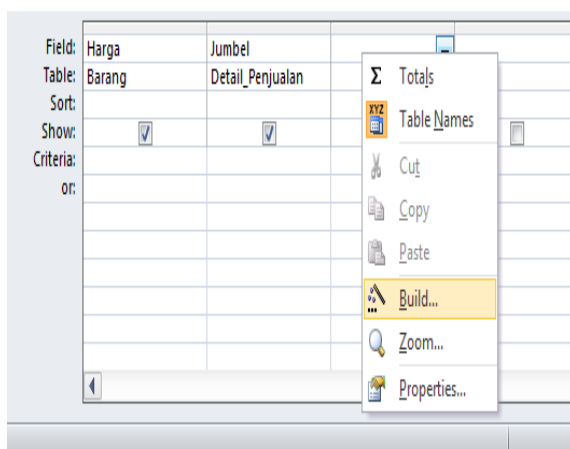 Field: Harga Jumbel
Table: Barang Detail_Penjualan
Sort:
Show:
Criteria:
or:
Σ Totals
XYZ Table Names
Cut
Copy
Paste
Build...
Zoom...
Properties...